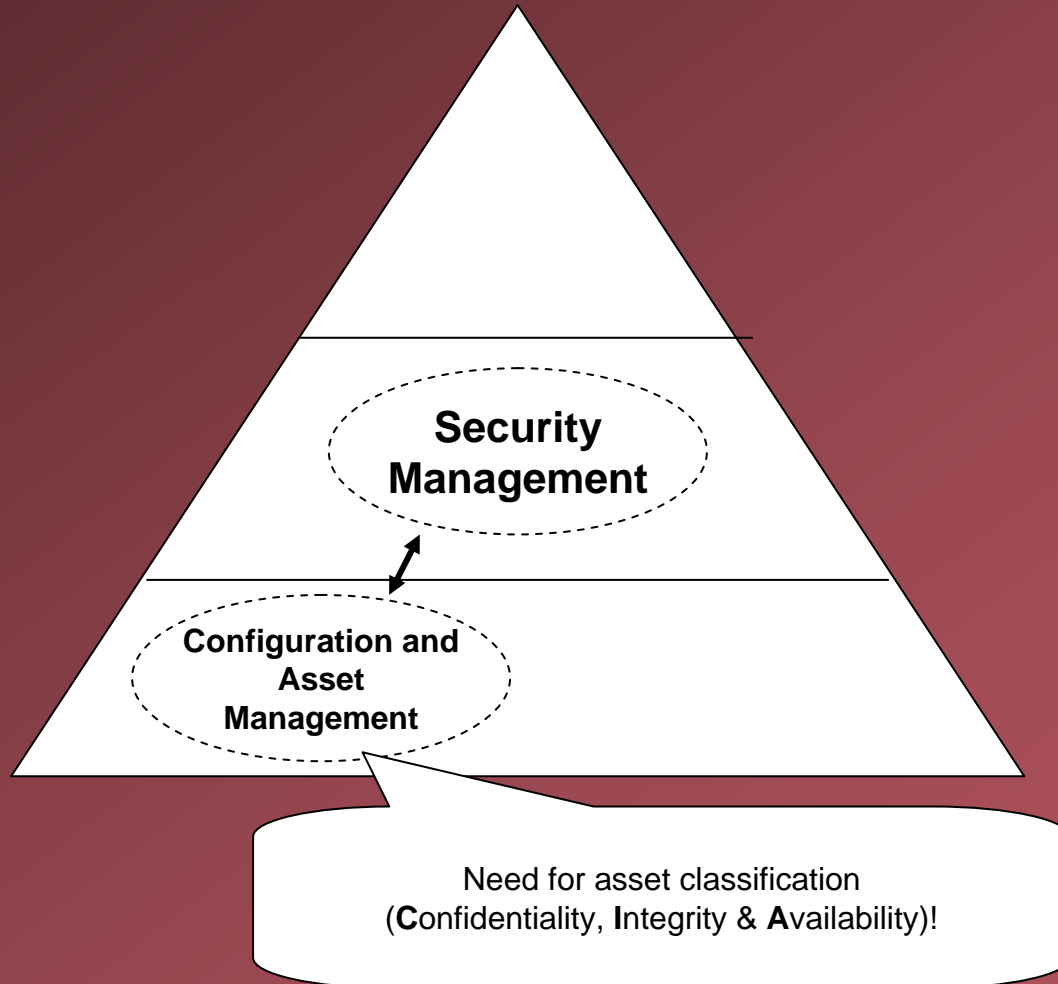 Security
Management
Configuration and
Asset
Management
Need for asset classification
(Confidentiality, Integrity & Availability)!